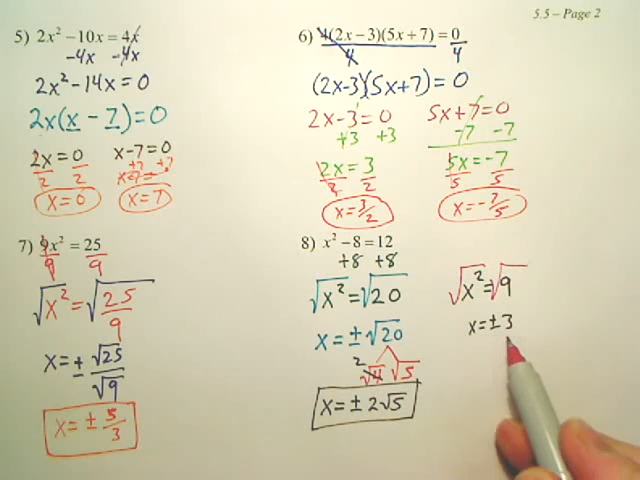 5.5 – Page 2
5) 2x² – 10x = 4x
-4x -4x
2x² - 14x = 0
2x(x - 7) = 0
2x = 0
2 2
x = 0
x-7 = 0
+7 +7
x = 7
6) 4(2x – 3)(5x + 7) = 0
4 4
(2x-3)(5x+7) = 0
2x - 3 = 0
+3 +3
2x = 3
2 2
x = 3/2
5x + 7 = 0
-7 -7
5x = -7
5 5
x = -7/5
7) 9x² = 25
9 9
√x² = √25/9
x = ± √25/√9
x = ± 5/3
8) x² – 8 = 12
+8 +8
√x² = √20
x = ± √20
2
√4 √5
x = ± 2√5
√x² = √9
x = ± 3